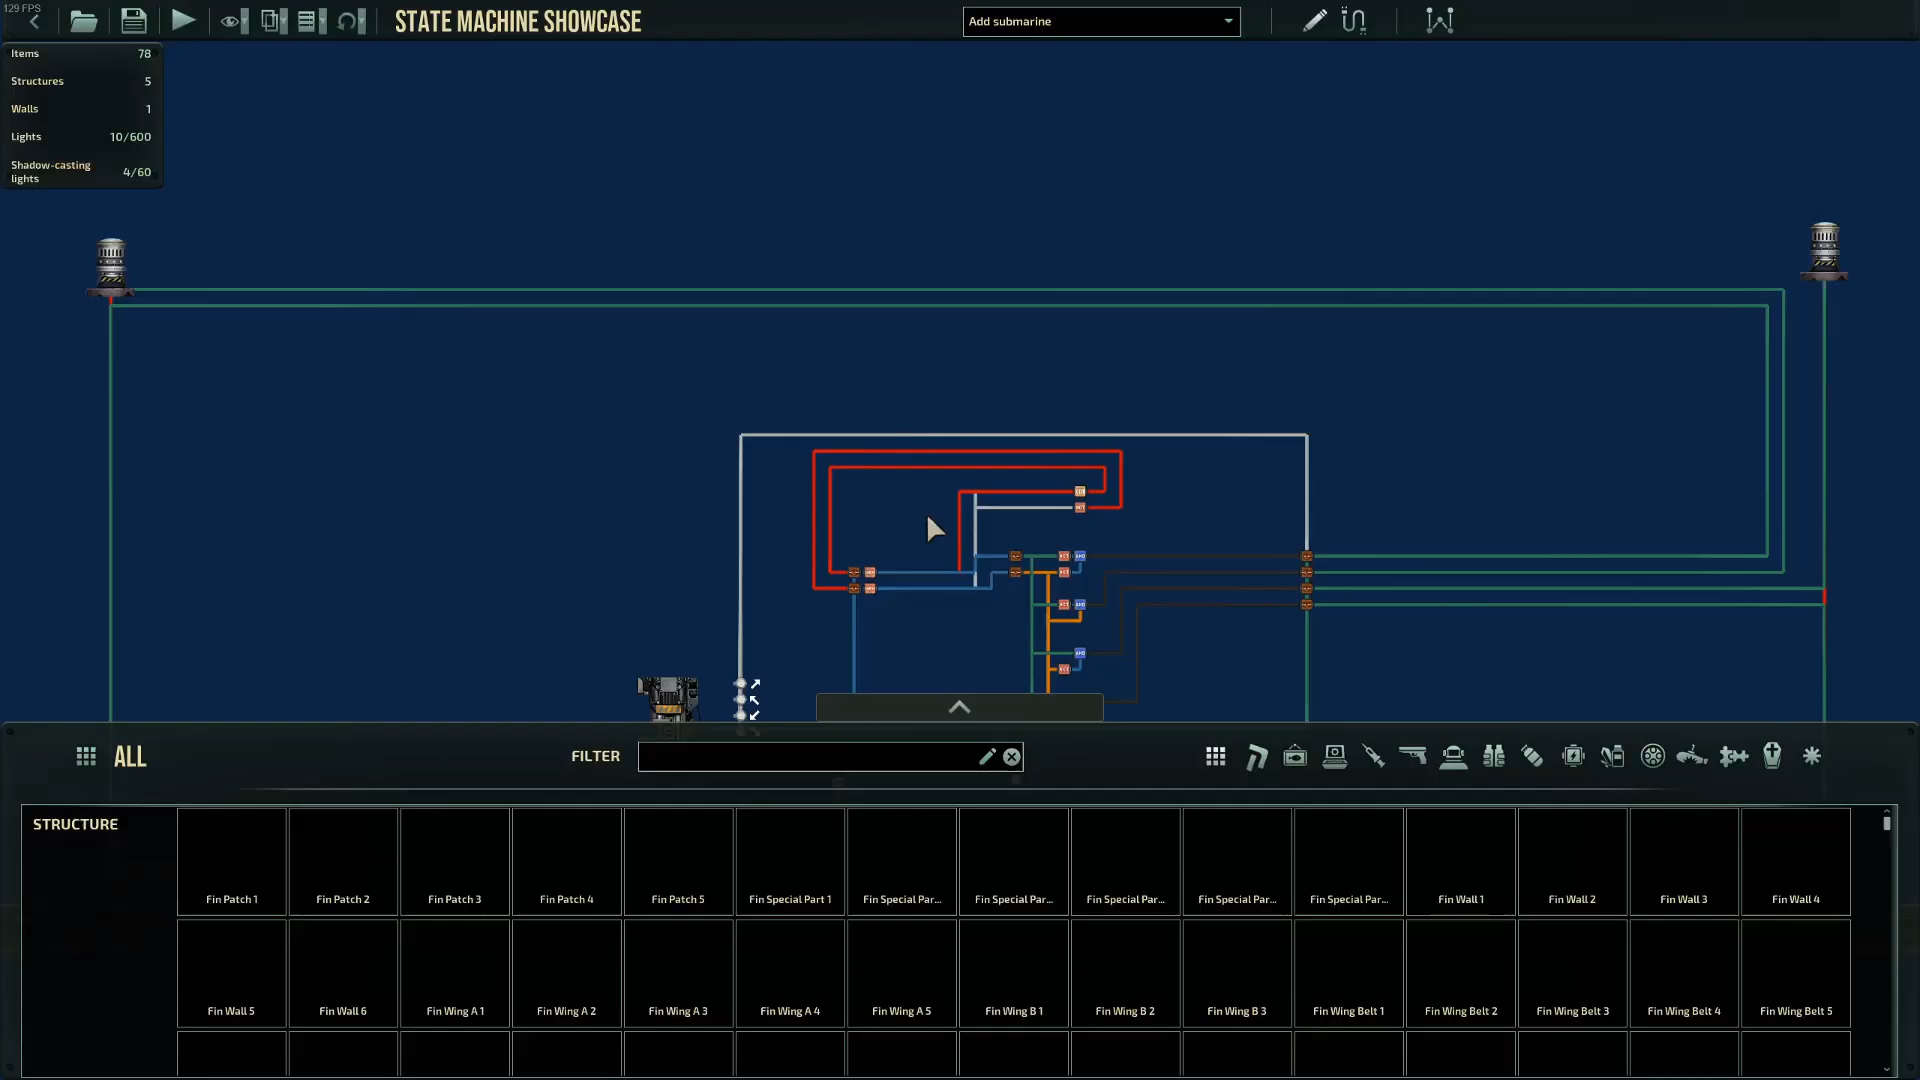 129 FPS
STATE MACHINE SHOWCASE
Add submarine
Items 78
Structures 5
Walls 1
Lights 10/600
Shadow-casting
lights 4/60
ALL
FILTER
STRUCTURE
Fin Patch 1
Fin Patch 2
Fin Patch 3
Fin Patch 4
Fin Patch 5
Fin Special Part 1
Fin Special Par...
Fin Special Par...
Fin Special Par...
Fin Special Par...
Fin Special Par...
Fin Wall 1
Fin Wall 2
Fin Wall 3
Fin Wall 4
Fin Wall 5
Fin Wall 6
Fin Wing A 1
Fin Wing A 2
Fin Wing A 3
Fin Wing A 4
Fin Wing A 5
Fin Wing B 1
Fin Wing B 2
Fin Wing B 3
Fin Wing Belt 1
Fin Wing Belt 2
Fin Wing Belt 3
Fin Wing Belt 4
Fin Wing Belt 5